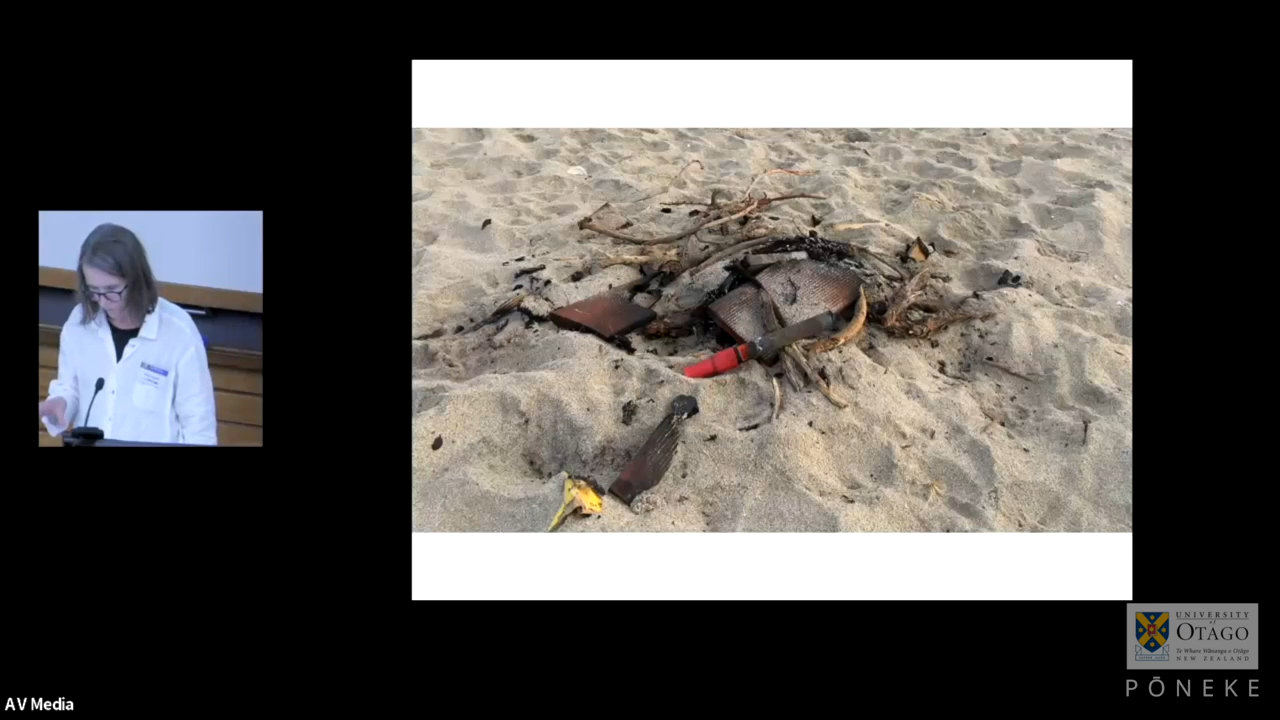 UNIVERSITY
of
OTAGO
Te Whare Wānanga o Otāgo
NEW ZEALAND
PŌNEKE
AV Media